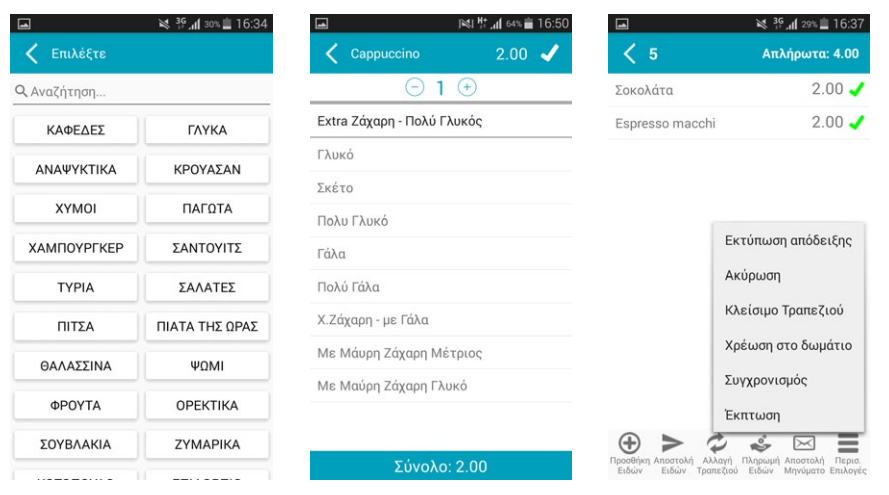 3G 30% 16:34
Επιλέξτε
Αναζήτηση...
ΚΑΦΕΔΕΣ ΓΛΥΚΑ
ΑΝΑΨΥΚΤΙΚΑ ΚΡΟΥΑΣΑΝ
ΧΥΜΟΙ ΠΑΓΩΤΑ
ΧΑΜΠΟΥΡΓΚΕΡ ΣΑΝΤΟΥΙΤΣ
ΤΥΡΙΑ ΣΑΛΑΤΕΣ
ΠΙΤΣΑ ΠΙΑΤΑ ΤΗΣ ΩΡΑΣ
ΘΑΛΑΣΣΙΝΑ ΨΩΜΙ
ΦΡΟΥΤΑ ΟΡΕΚΤΙΚΑ
ΣΟΥΒΛΑΚΙΑ ΖΥΜΑΡΙΚΑ
H+ 64% 16:50
Cappuccino 2.00
1
Extra Ζάχαρη - Πολύ Γλυκός
Γλυκό
Σκέτο
Πολυ Γλυκό
Γάλα
Πολύ Γάλα
Χ.Ζάχαρη - με Γάλα
Με Μάυρη Ζάχαρη Μέτριος
Με Μαύρη Ζάχαρη Γλυκό
Σύνολο: 2.00
3G 29% 16:37
5 Απλήρωτα: 4.00
Σοκολάτα 2.00
Espresso macchi 2.00
Εκτύπωση απόδειξης
Ακύρωση
Κλείσιμο Τραπεζιού
Χρέωση στο δωμάτιο
Συγχρονισμός
Έκπτωση
Προσθήκη Αποστολή Αλλαγή Πληρωμή Αποστολή Περισ.
Ειδών Ειδών Τραπεζιού Ειδών Μηνύματο Επιλογές